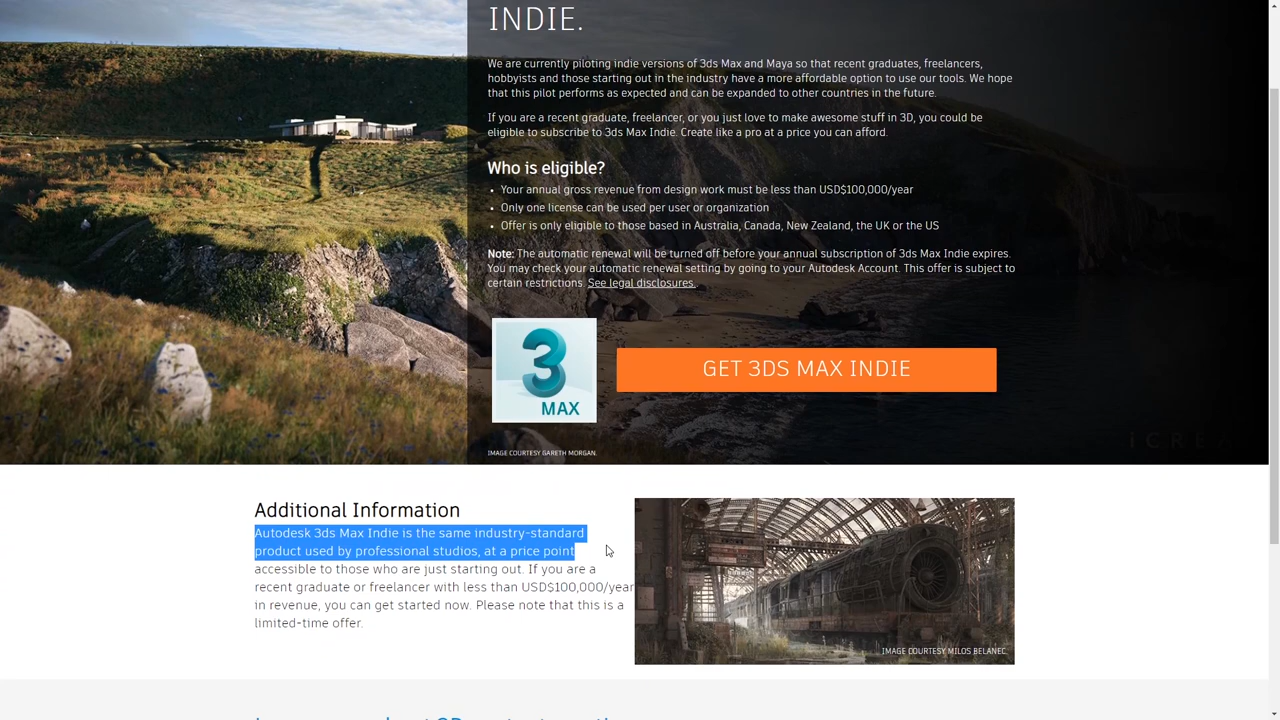 INDIE.
We are currently piloting indie versions of 3ds Max and Maya so that recent graduates, freelancers,
hobbyists and those starting out in the industry have a more affordable option to use our tools. We hope
that this pilot performs as expected and can be expanded to other countries in the future.
If you are a recent graduate, freelancer, or you just love to make awesome stuff in 3D, you could be
eligible to subscribe to 3ds Max Indie. Create like a pro at a price you can afford.
Who is eligible?
• Your annual gross revenue from design work must be less than USD$100,000/year
• Only one license can be used per user or organization
• Offer is only eligible to those based in Australia, Canada, New Zealand, the UK or the US
Note: The automatic renewal will be turned off before your annual subscription of 3ds Max Indie expires.
You may check your automatic renewal setting by going to your Autodesk Account. This offer is subject to
certain restrictions. See legal disclosures.
3
MAX
GET 3DS MAX INDIE
IMAGE COURTESY GARETH MORGAN.
Additional Information
Autodesk 3ds Max Indie is the same industry-standard
product used by professional studios, at a price point
accessible to those who are just starting out. If you are a
recent graduate or freelancer with less than USD$100,000/year
in revenue, you can get started now. Please note that this is a
limited-time offer.
IMAGE COURTESY MILOS BELANEC.